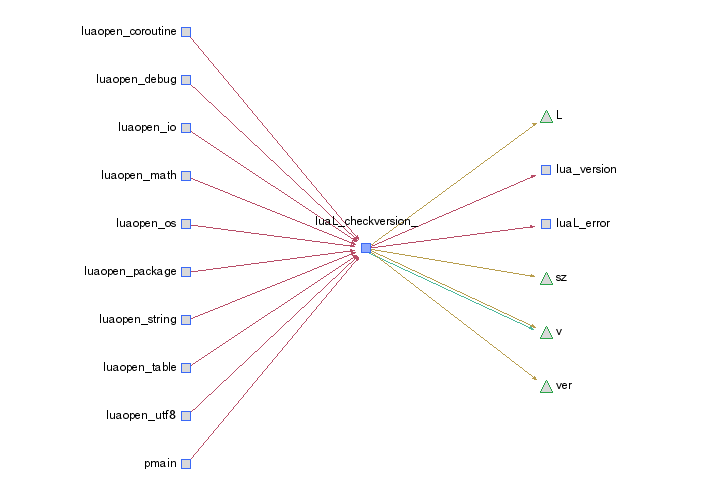 luaopen_coroutine
luaopen_debug
luaopen_io
luaopen_math
luaopen_os
luaopen_package
luaopen_string
luaopen_table
luaopen_utf8
pmain
luaL_checkversion_
L
lua_version
luaL_error
sz
v
ver